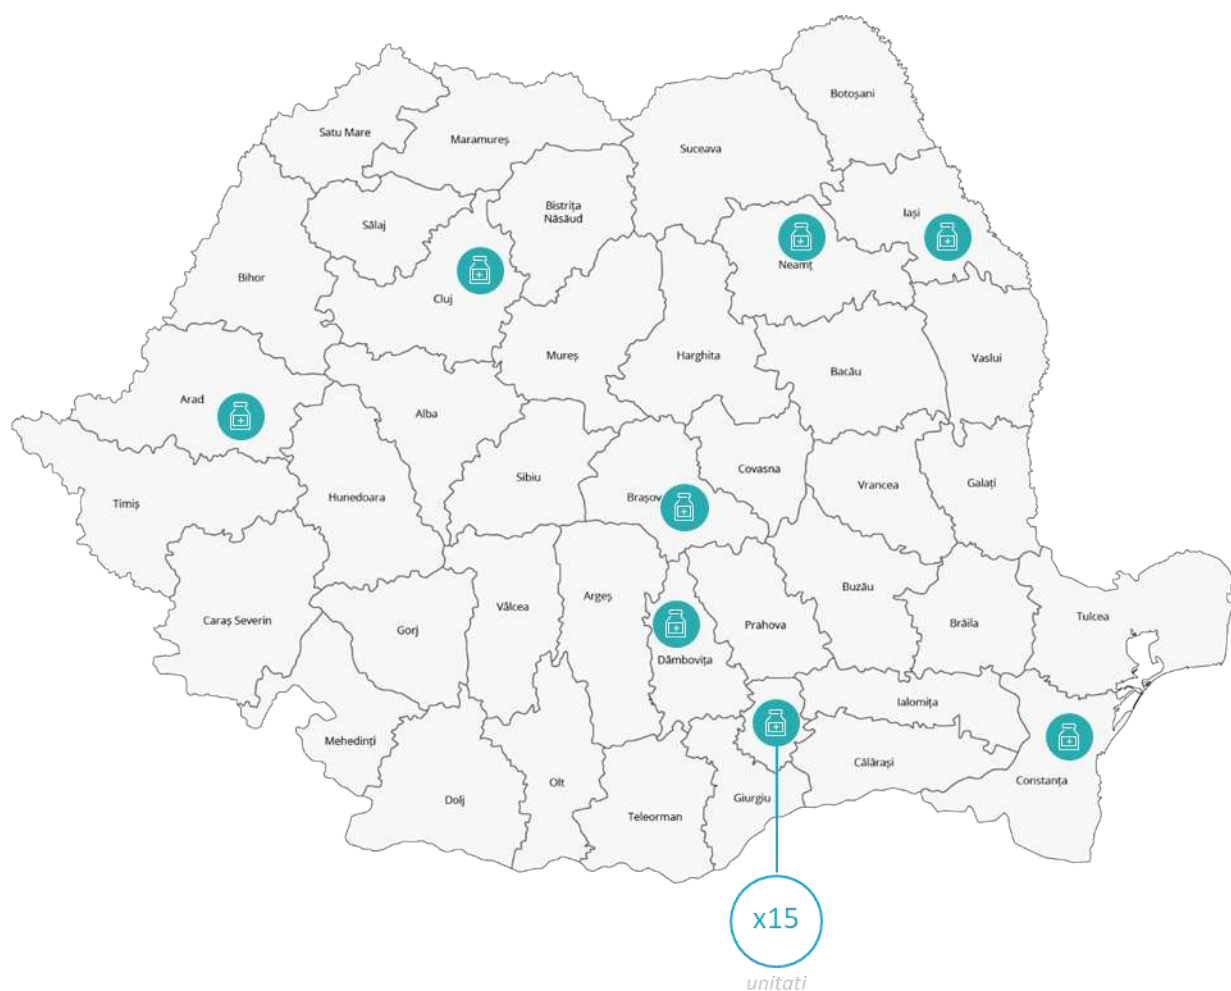 Botoșani
Satu Mare
Maramureș
Suceava
Bistrița
Năsăud
Iași
Sălaj
Neamț
Bihor
Cluj
Mureș
Harghita
Vaslui
Bacău
Arad
Alba
Covasna
Sibiu
Galați
Vrancea
Brașov
Hunedoara
Timiș
Buzău
Argeș
Vâlcea
Tulcea
Caraș Severin
Brăila
Prahova
Gorj
Dâmbovița
Ialomița
Mehedinți
Călărași
Constanța
Olt
Giurgiu
Dolj
Teleorman
x15
unitati